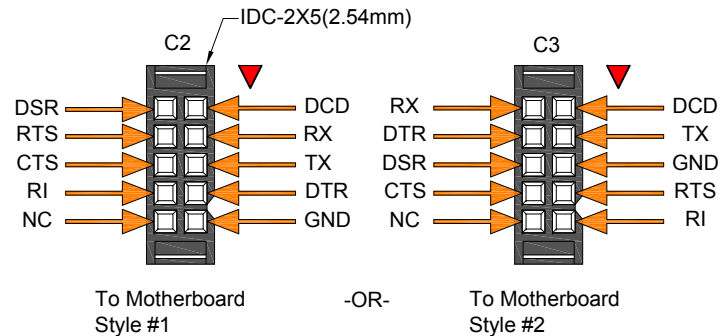 IDC-2X5(2.54mm)
C2
C3
DSR DCD
RTS RX
CTS TX
RI DTR
NC GND
RX DCD
DTR TX
DSR GND
CTS RTS
NC RI
To Motherboard
Style #1
-OR-
To Motherboard
Style #2